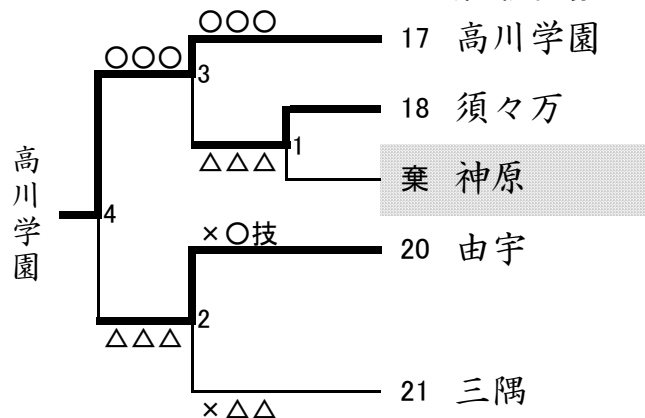 ○○○
17 高川学園
○○○
3
18 須々万
1
△△△
棄 神原
高川学園
4
×○技
20 由宇
2
△△△
21 三隅
×△△